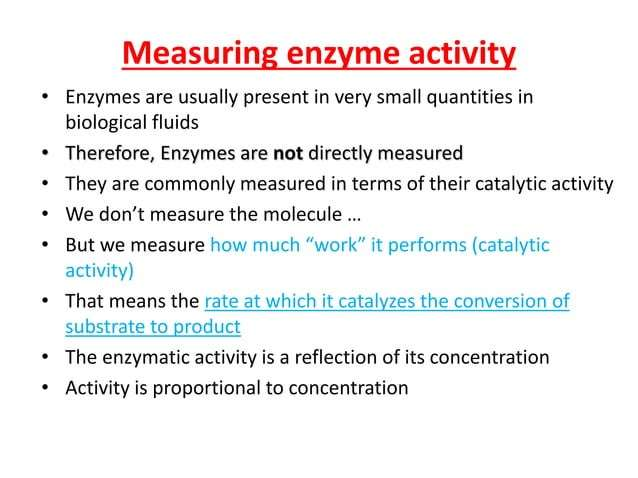 Measuring enzyme activity
• Enzymes are usually present in very small quantities in
biological fluids
• Therefore, Enzymes are not directly measured
• They are commonly measured in terms of their catalytic activity
• We don’t measure the molecule …
• But we measure how much “work” it performs (catalytic
activity)
• That means the rate at which it catalyzes the conversion of
substrate to product
• The enzymatic activity is a reflection of its concentration
• Activity is proportional to concentration